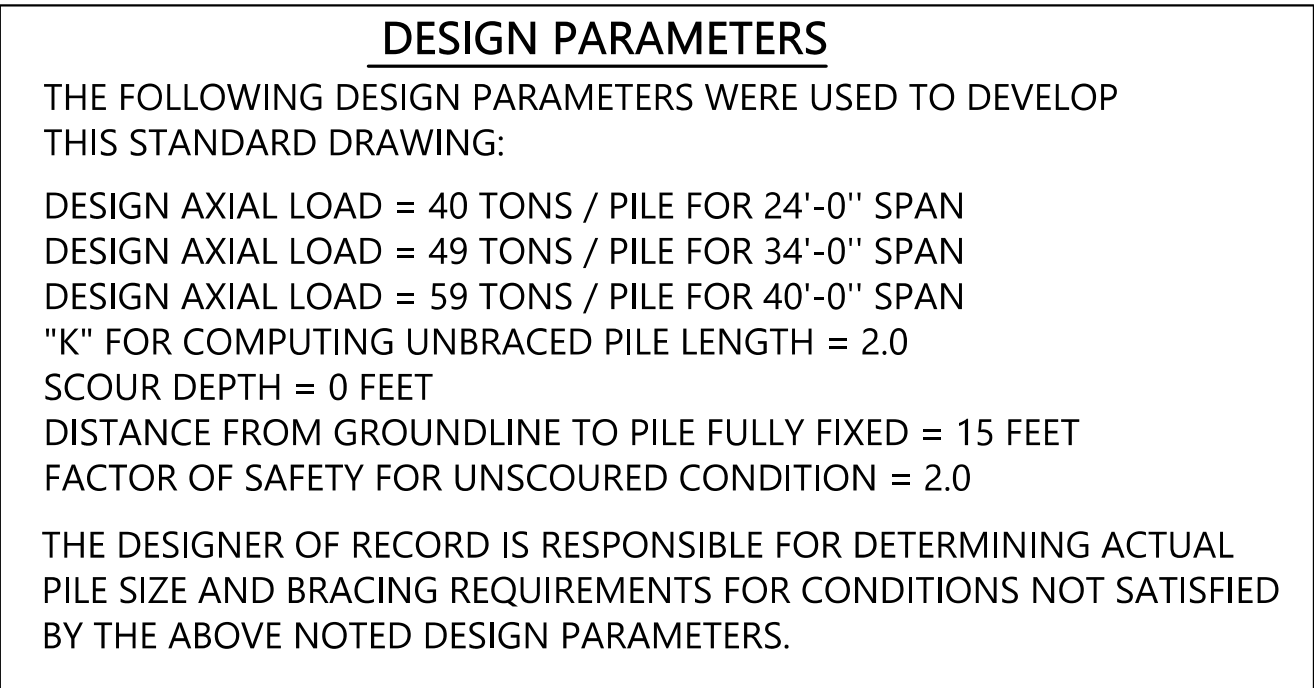 DESIGN PARAMETERS
THE FOLLOWING DESIGN PARAMETERS WERE USED TO DEVELOP
THIS STANDARD DRAWING:
DESIGN AXIAL LOAD = 40 TONS / PILE FOR 24'-0'' SPAN
DESIGN AXIAL LOAD = 49 TONS / PILE FOR 34'-0'' SPAN
DESIGN AXIAL LOAD = 59 TONS / PILE FOR 40'-0'' SPAN
"K" FOR COMPUTING UNBRACED PILE LENGTH = 2.0
SCOUR DEPTH = 0 FEET
DISTANCE FROM GROUNDLINE TO PILE FULLY FIXED = 15 FEET
FACTOR OF SAFETY FOR UNSCOURED CONDITION = 2.0
THE DESIGNER OF RECORD IS RESPONSIBLE FOR DETERMINING ACTUAL
PILE SIZE AND BRACING REQUIREMENTS FOR CONDITIONS NOT SATISFIED
BY THE ABOVE NOTED DESIGN PARAMETERS.